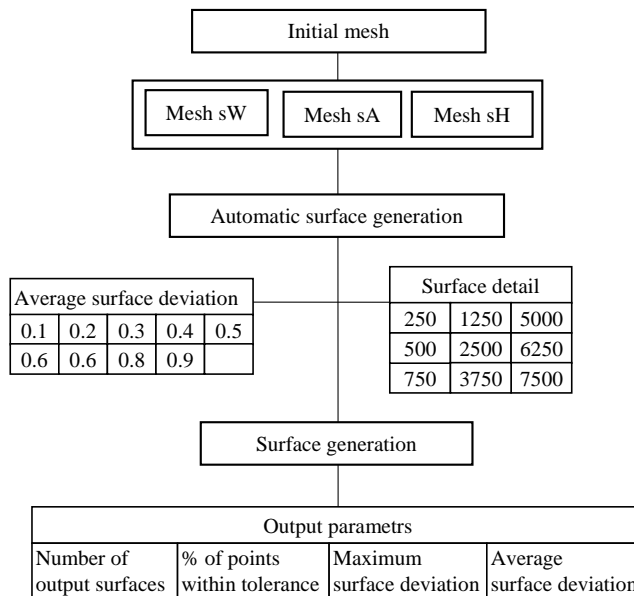 Initial mesh
Mesh sW
Mesh sA
Mesh sH
Automatic surface generation
Average surface deviation
0.1 0.2 0.3 0.4 0.5
0.6 0.6 0.8 0.9
Surface detail
250 1250 5000
500 2500 6250
750 3750 7500
Surface generation
Output parametrs
Number of
output surfaces
% of points
within tolerance
Maximum
surface deviation
Average
surface deviation